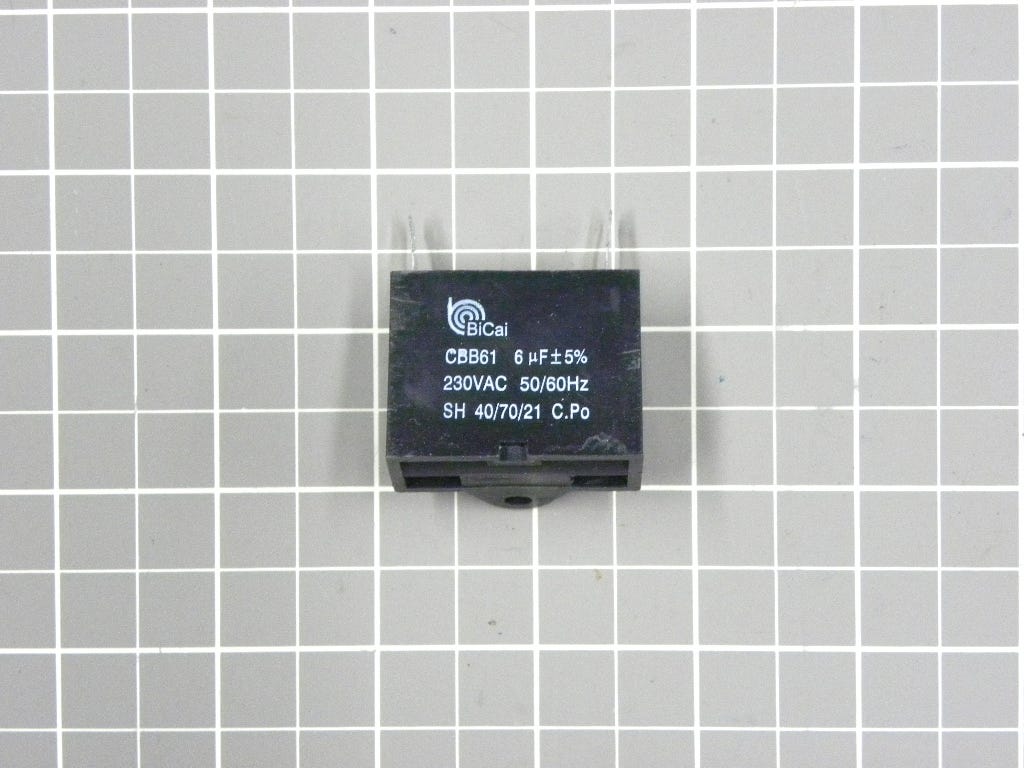 BiCai
CBB61 6 μF±5%
230VAC 50/60Hz
SH 40/70/21 C.Po